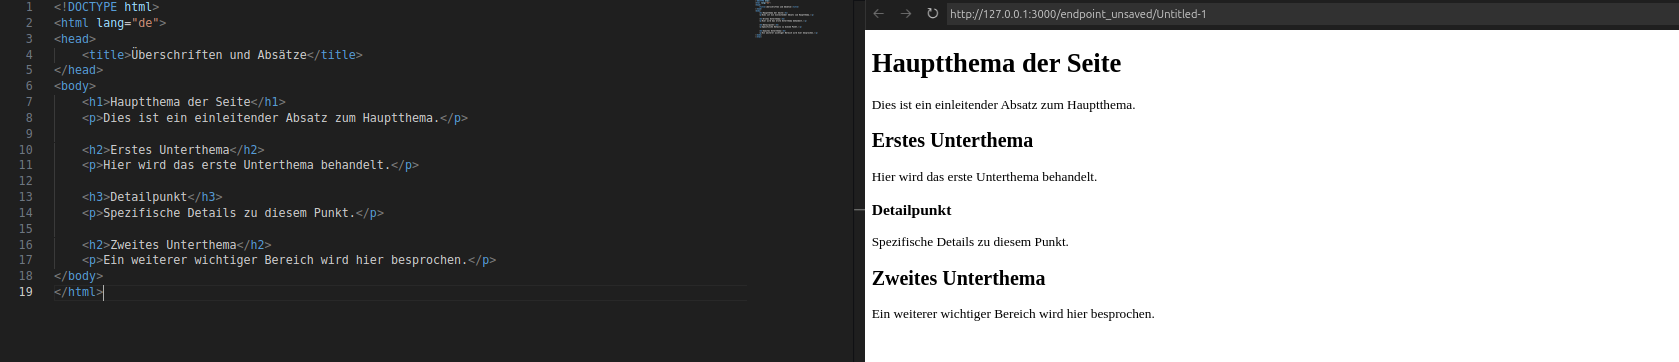 1 <!DOCTYPE html>
2 <html lang="de">
3 <head>
4 <title>Überschriften und Absätze</title>
5 </head>
6 <body>
7 <h1>Hauptthema der Seite</h1>
8 <p>Dies ist ein einleitender Absatz zum Hauptthema.</p>
9
10 <h2>Erstes Unterthema</h2>
11 <p>Hier wird das erste Unterthema behandelt.</p>
12
13 <h3>Detailpunkt</h3>
14 <p>Spezifische Details zu diesem Punkt.</p>
15
16 <h2>Zweites Unterthema</h2>
17 <p>Ein weiterer wichtiger Bereich wird hier besprochen.</p>
18 </body>
19 </html>
http://127.0.0.1:3000/endpoint_unsaved/Untitled-1
Hauptthema der Seite
Dies ist ein einleitender Absatz zum Hauptthema.
Erstes Unterthema
Hier wird das erste Unterthema behandelt.
Detailpunkt
Spezifische Details zu diesem Punkt.
Zweites Unterthema
Ein weiterer wichtiger Bereich wird hier besprochen.